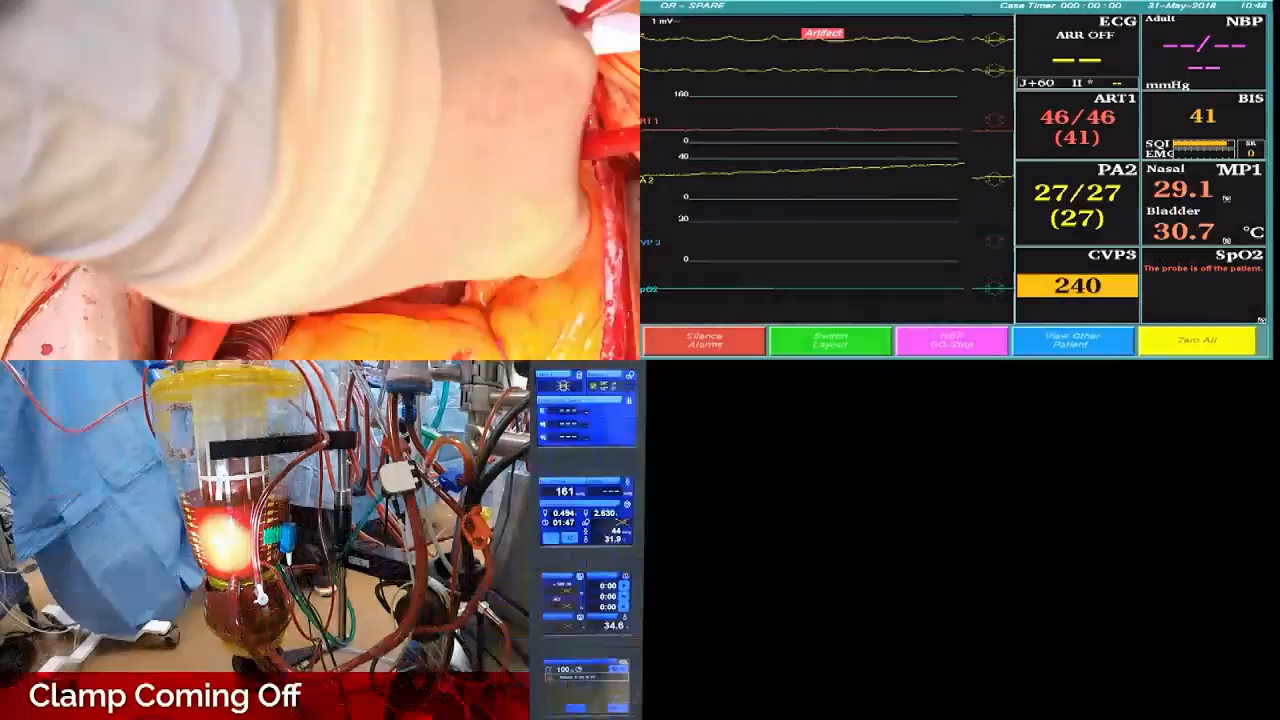 OR - SPARE
Case Timer 000 : 00 : 00
31-May-2018
10:48
1 mV
Artifact
ECG
ARR OFF
-- --
J+60 II * --
Adult NBP
--/--
--
mmHg
160
0
ART1
46/46
(41)
BIS
41
SQI
EMG
0
40
0
PA2
27/27
(27)
Nasal MP1
29.1
Bladder
30.7 °C
0
CVP3
240
SpO2
The probe is off the patient.
Silence
Alarms
Switch
Layout
View Other
Patient
Zero All
161 ---
0.494 2.630
01:47
44
31.9
0:00
0:00
0:00
34.6
100
Clamp Coming Off